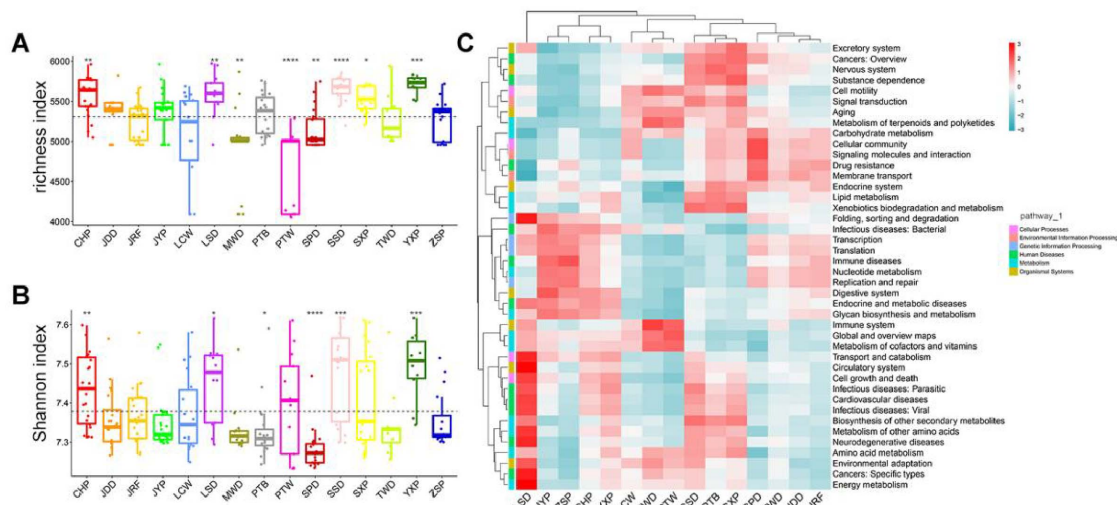 A
richness index
6000
5500
5000
4500
4000
** ** ** **** ** **** * ***
CHP JDD JRF JYP LCW LSD MWD PTB PTW SPD SSD SXP TWD YXP ZSP
B
Shannon index
7.6
7.5
7.4
7.3
** * * **** *** ***
CHP JDD JRF JYP LCW LSD MWD PTB PTW SPD SSD SXP TWD YXP ZSP
C
Excretory system
Cancers: Overview
Nervous system
Substance dependence
Cell motility
Signal transduction
Aging
Metabolism of terpenoids and polyketides
Carbohydrate metabolism
Cellular community
Signaling molecules and interaction
Drug resistance
Membrane transport
Endocrine system
Lipid metabolism
Xenobiotics biodegradation and metabolism
Folding, sorting and degradation
Infectious diseases: Bacterial
Transcription
Translation
Immune diseases
Nucleotide metabolism
Replication and repair
Digestive system
Endocrine and metabolic diseases
Glycan biosynthesis and metabolism
Immune system
Global and overview maps
Metabolism of cofactors and vitamins
Transport and catabolism
Circulatory system
Cell growth and death
Infectious diseases: Parasitic
Cardiovascular diseases
Infectious diseases: Viral
Biosynthesis of other secondary metabolites
Metabolism of other amino acids
Neurodegenerative diseases
Amino acid metabolism
Environmental adaptation
Cancers: Specific types
Energy metabolism
ZSP SXP
3
2
1
0
-1
-2
-3
pathway_1
Cellular Processes
Environmental Information Processing
Genetic Information Processing
Human Diseases
Metabolism
Organismal Systems